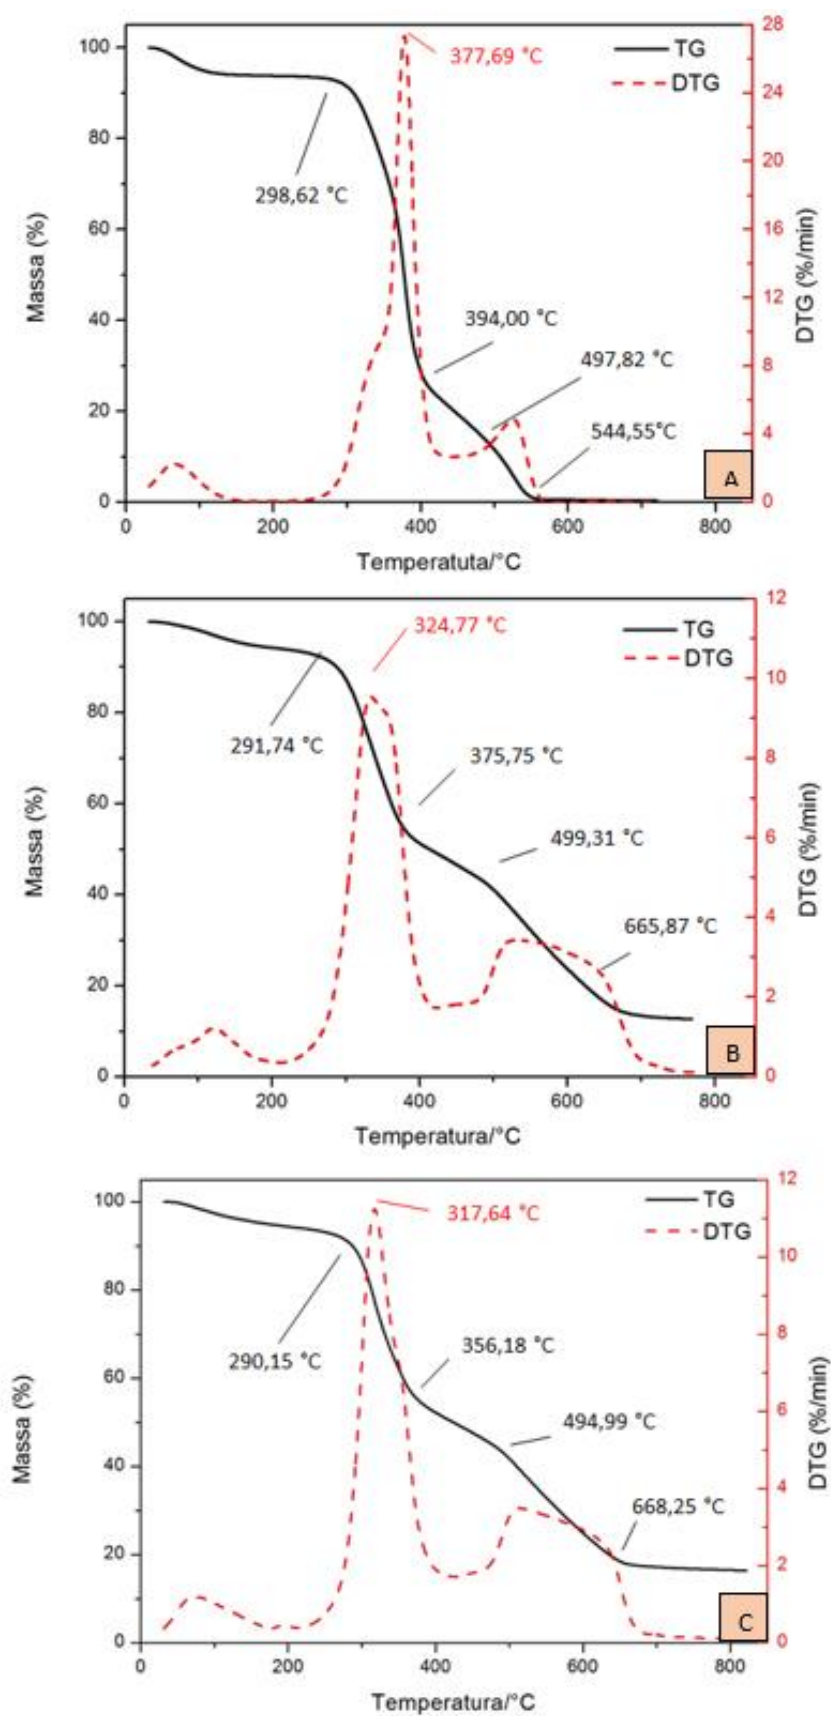 377,69 °C
TG
DTG
298,62 °C
394,00 °C
497,82 °C
544,55°C
A
Massa (%)
100
80
60
40
20
0
DTG (%/min)
28
24
20
16
12
8
4
0
0 200 400 600 800
Temperatuta/°C
324,77 °C
TG
DTG
291,74 °C
375,75 °C
499,31 °C
665,87 °C
B
Massa (%)
100
80
60
40
20
0
DTG (%/min)
12
10
8
6
4
2
0
0 200 400 600 800
Temperatura/°C
317,64 °C
TG
DTG
290,15 °C
356,18 °C
494,99 °C
668,25 °C
C
Massa (%)
100
80
60
40
20
0
DTG (%/min)
12
10
8
6
4
2
0
0 200 400 600 800
Temperatura/°C